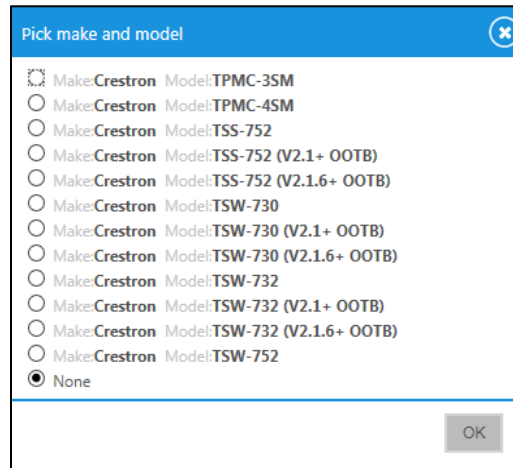 Pick make and model
Make:Crestron Model:TPMC-3SM
Make:Crestron Model:TPMC-4SM
Make:Crestron Model:TSS-752
Make:Crestron Model:TSS-752 (V2.1+ OOTB)
Make:Crestron Model:TSS-752 (V2.1.6+ OOTB)
Make:Crestron Model:TSW-730
Make:Crestron Model:TSW-730 (V2.1+ OOTB)
Make:Crestron Model:TSW-730 (V2.1.6+ OOTB)
Make:Crestron Model:TSW-732
Make:Crestron Model:TSW-732 (V2.1+ OOTB)
Make:Crestron Model:TSW-732 (V2.1.6+ OOTB)
Make:Crestron Model:TSW-752
None
OK